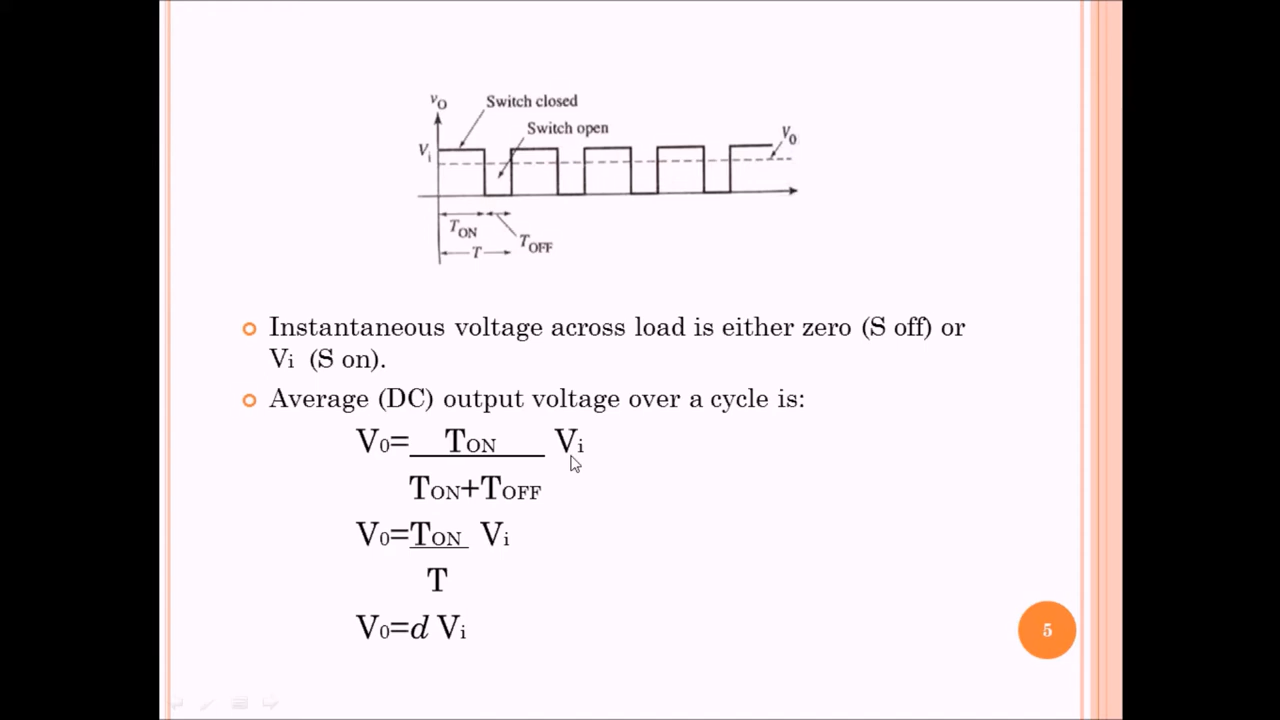 vO
Switch closed
Switch open
Vi
V0
TON
TOFF
T
Instantaneous voltage across load is either zero (S off) or
Vi (S on).
Average (DC) output voltage over a cycle is:
V0= TON Vi
TON+TOFF
V0=TON Vi
T
V0=d Vi
5